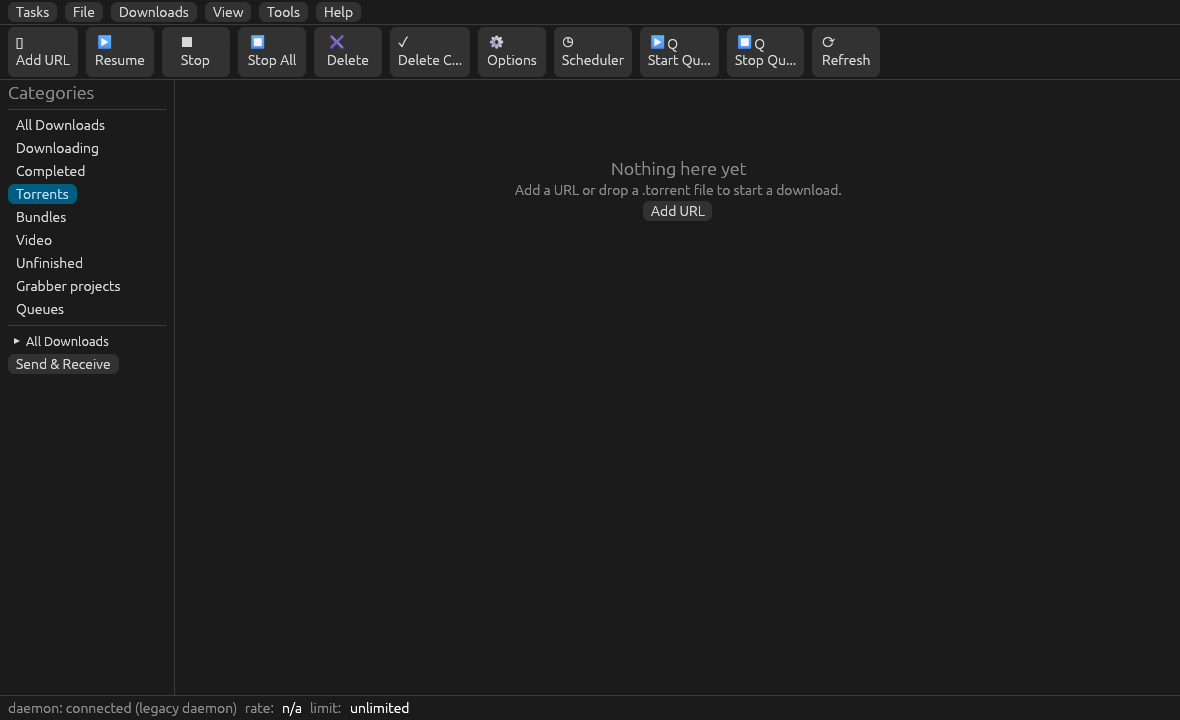 Tasks File Downloads View Tools Help
Add URL Resume Stop Stop All Delete Delete C... Options Scheduler Q Start Qu... Q Stop Qu... Refresh
Categories
All Downloads
Downloading
Completed
Torrents
Bundles
Video
Unfinished
Grabber projects
Queues
All Downloads
Send & Receive
Nothing here yet
Add a URL or drop a .torrent file to start a download.
Add URL
daemon: connected (legacy daemon) rate: n/a limit: unlimited